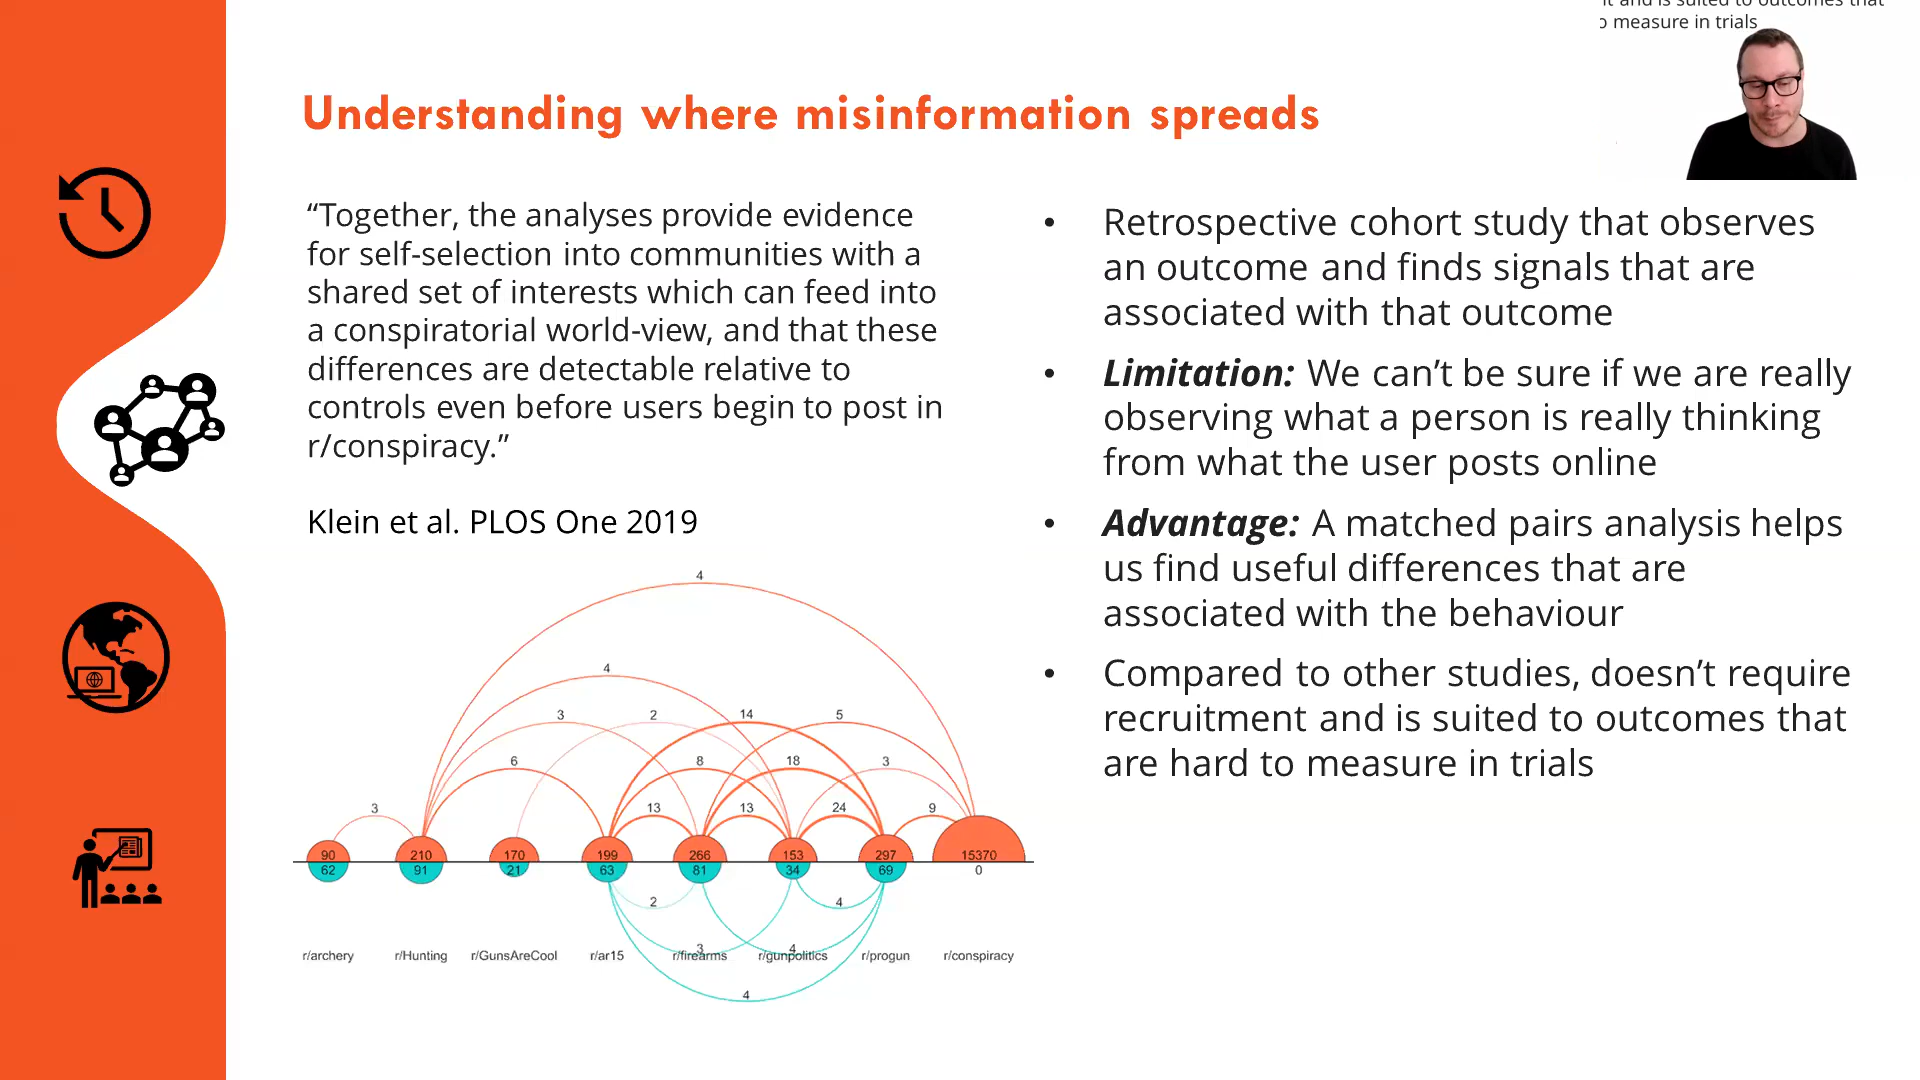 it and is suited to outcomes that
o measure in trials
Understanding where misinformation spreads
“Together, the analyses provide evidence
for self-selection into communities with a
shared set of interests which can feed into
a conspiratorial world-view, and that these
differences are detectable relative to
controls even before users begin to post in
r/conspiracy.”
Klein et al. PLOS One 2019
• Retrospective cohort study that observes
an outcome and finds signals that are
associated with that outcome
• Limitation: We can’t be sure if we are really
observing what a person is really thinking
from what the user posts online
• Advantage: A matched pairs analysis helps
us find useful differences that are
associated with the behaviour
• Compared to other studies, doesn’t require
recruitment and is suited to outcomes that
are hard to measure in trials
4
4
3 2 14 5
6 8 18 3
3 13 13 24 9
90 210 170 199 266 153 297 15370
62 91 21 63 81 34 69 0
2 4
3 4
r/archery r/Hunting r/GunsAreCool r/ar15 r/firearms r/gunpolitics r/progun r/conspiracy
4